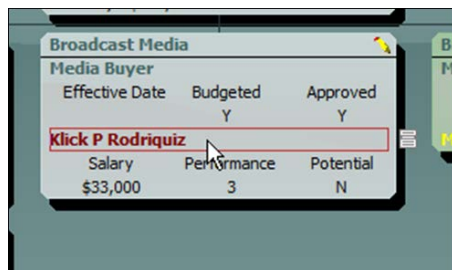 Broadcast Media
Media Buyer
Effective Date Budgeted Approved
Y Y
Klick P Rodriquiz
Salary Performance Potential
$33,000 3 N
B
M
M